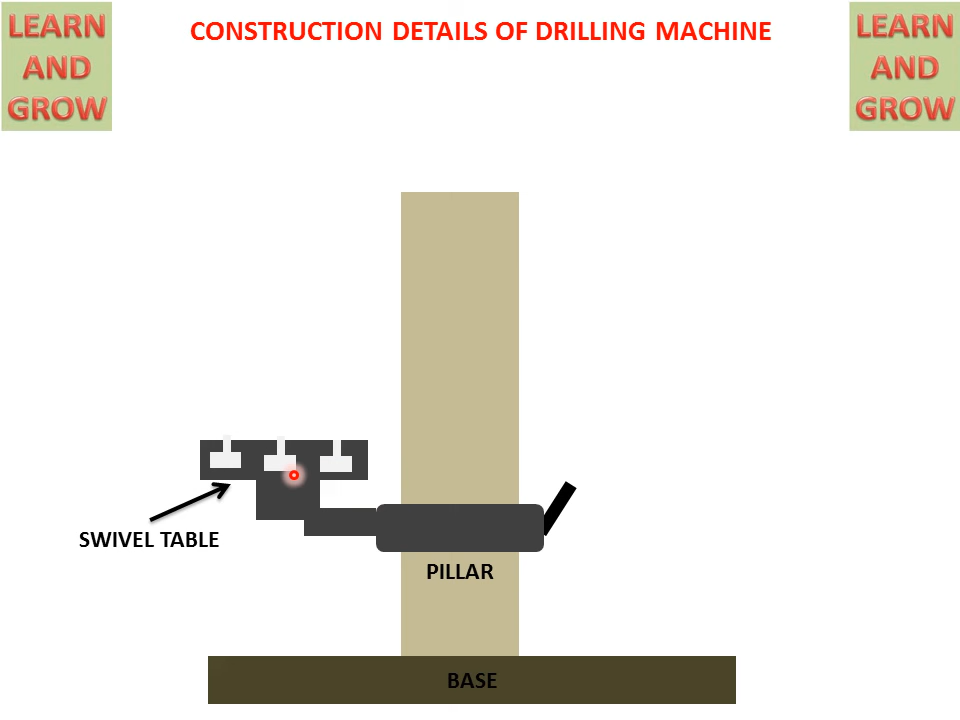 LEARN
AND
GROW
CONSTRUCTION DETAILS OF DRILLING MACHINE
LEARN
AND
GROW
SWIVEL TABLE
PILLAR
BASE